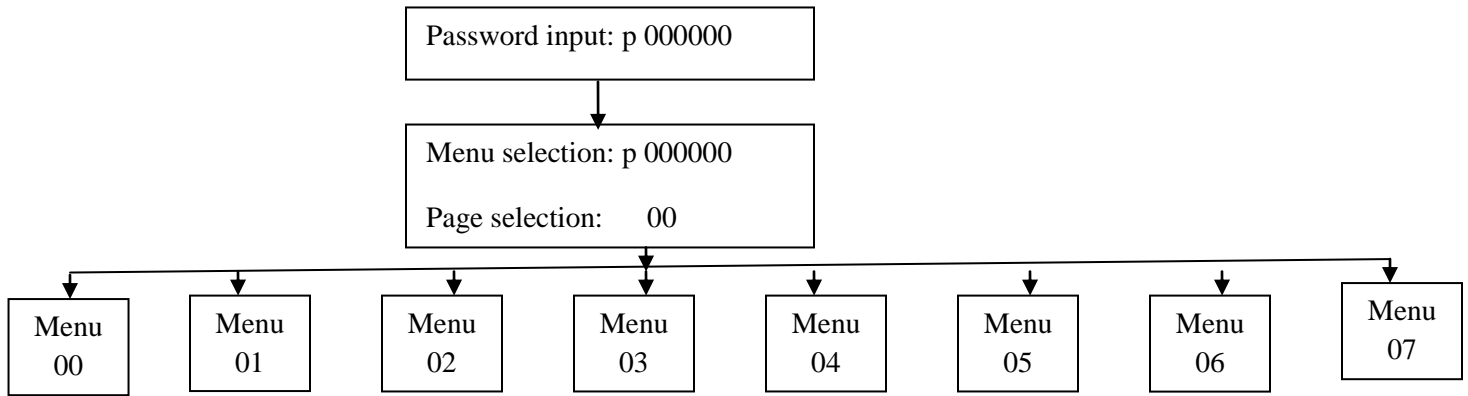 Password input: p 000000
Menu selection: p 000000
Page selection: 00
Menu
00
Menu
01
Menu
02
Menu
03
Menu
04
Menu
05
Menu
06
Menu
07